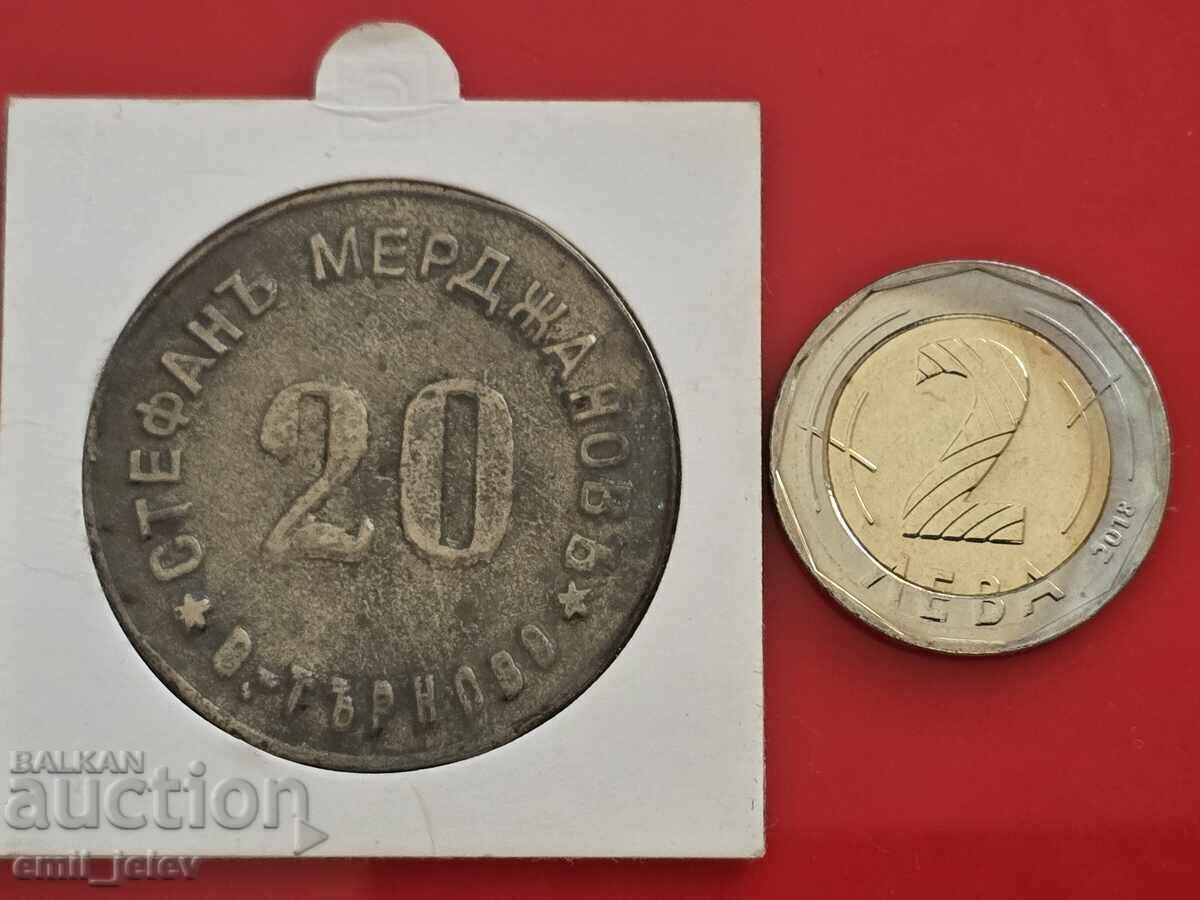 СТЕФАНЪ МЕРДЖАНОВЪ
20
В.-ТЪРНОВО
2
ЛЕВА
2018
BALKAN
auction
emil_jelev